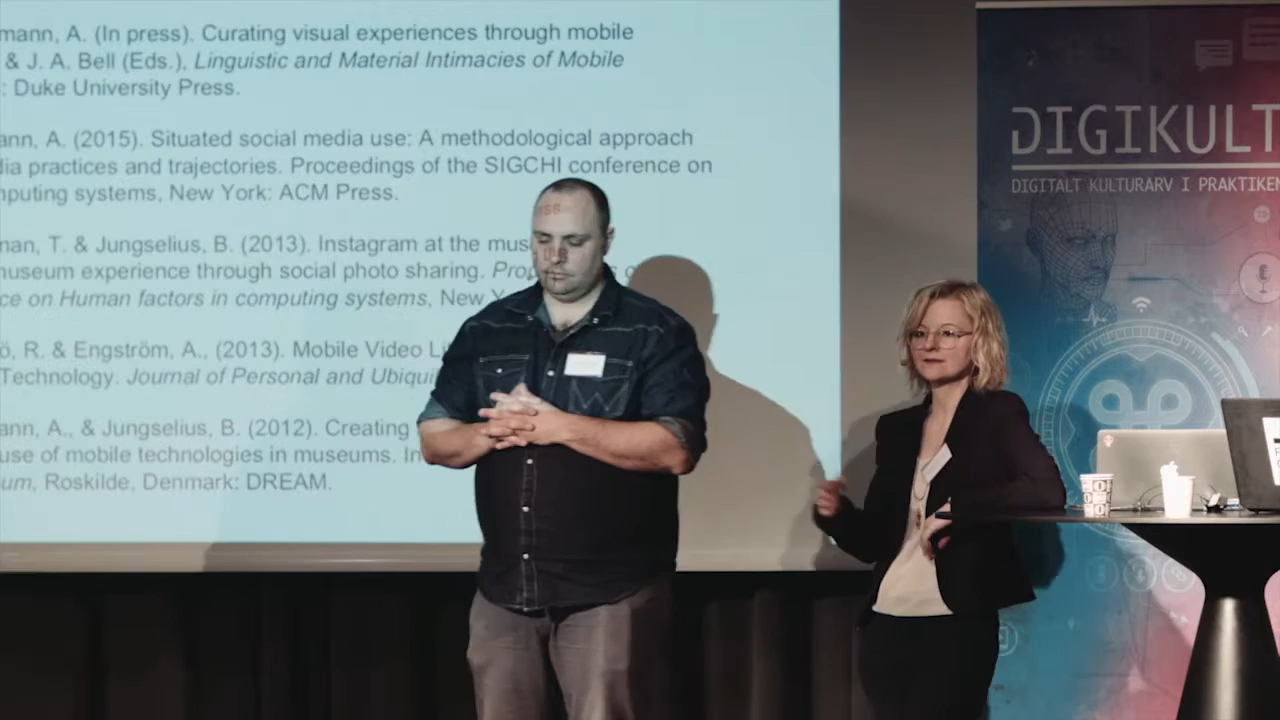 mann, A. (In press). Curating visual experiences through mobile
& J. A. Bell (Eds.), Linguistic and Material Intimacies of Mobile
: Duke University Press.
ann, A. (2015). Situated social media use: A methodological approach
dia practices and trajectories. Proceedings of the SIGCHI conference on
nputing systems, New York: ACM Press.
nan, T. & Jungselius, B. (2013). Instagram at the mus
museum experience through social photo sharing. Proc
ce on Human factors in computing systems, New Y
ö, R. & Engström, A., (2013). Mobile Video Li
Technology. Journal of Personal and Ubiqui
ann, A., & Jungselius, B. (2012). Creating
use of mobile technologies in museums. In
um, Roskilde, Denmark: DREAM.
DIGIKULT
DIGITALT KULTURARV I PRAKTIKEN